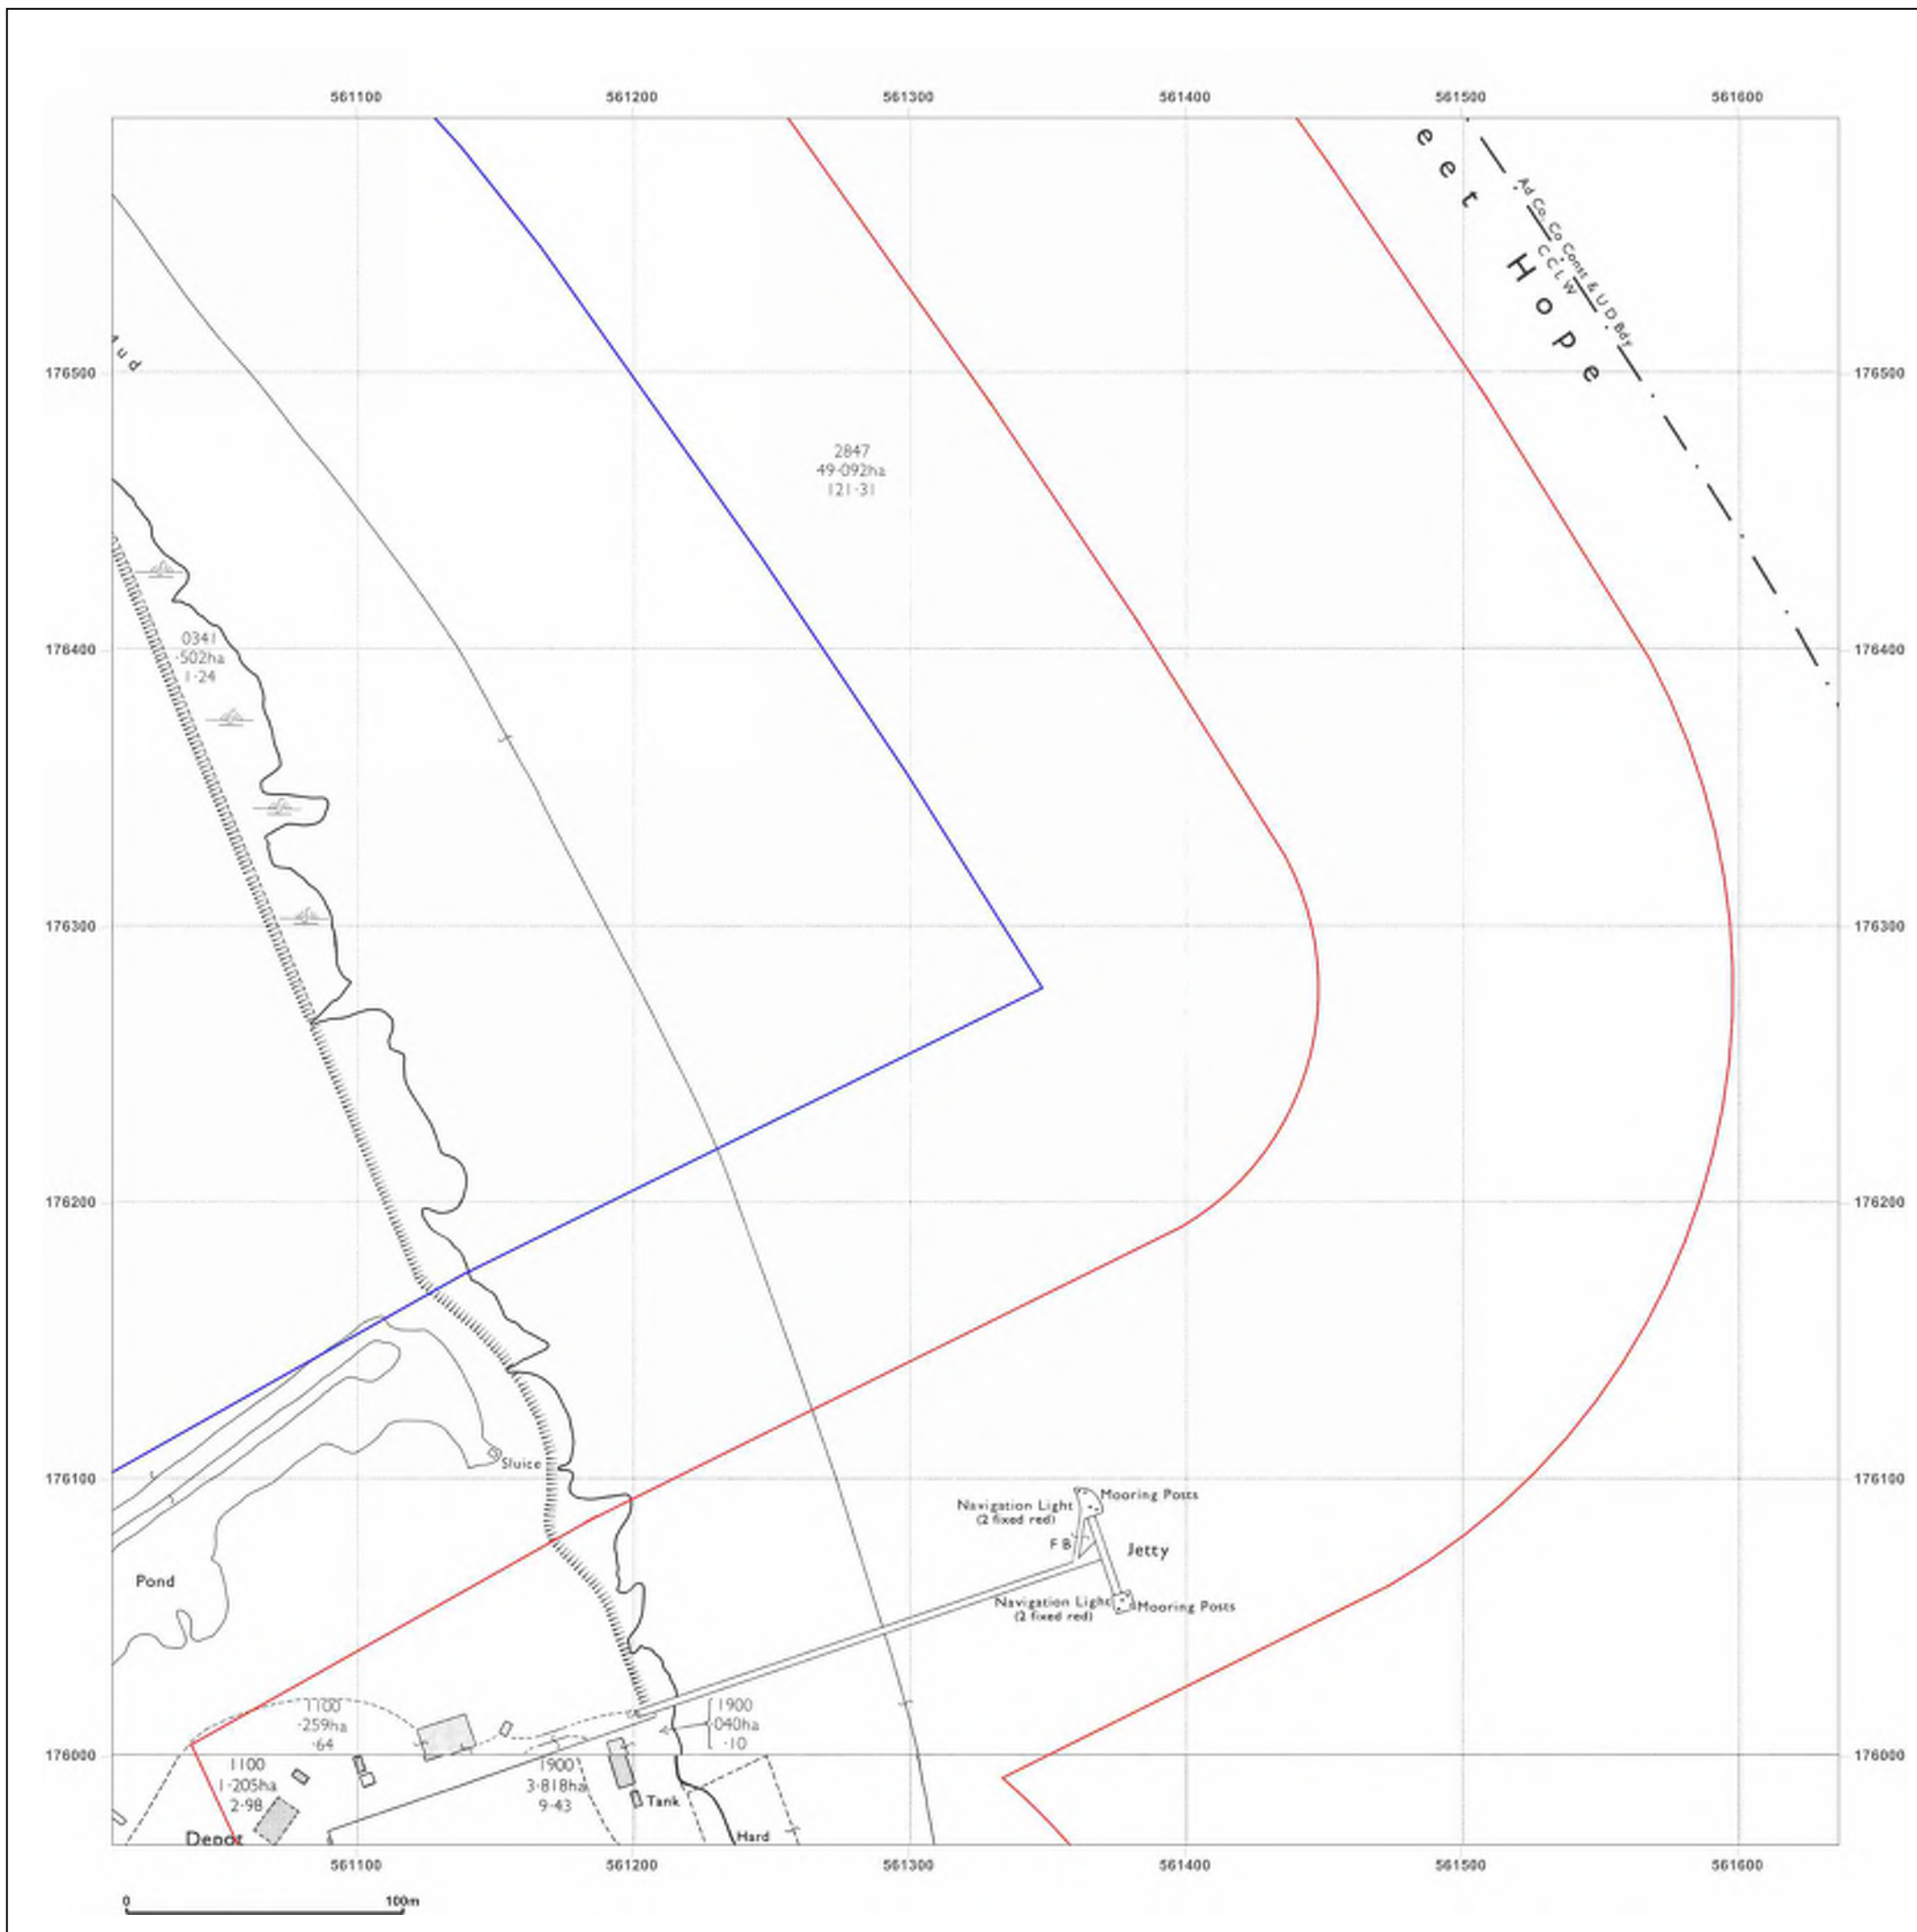 561100 561200 561300 561400 561500 561600
eet Hope
Ad Co, Co Const & U D Bdy
C C L W
176500 176500
2847
49·092ha
121·31
0341
·502ha
1·24
176400 176400
176300 176300
176200 176200
Sluice
176100 176100
Mooring Posts
Navigation Light
(2 fixed red)
F B
Jetty
Pond
Navigation Light
(2 fixed red)
Mooring Posts
1100
·259ha
·64
1900
·040ha
·10
176000 176000
1100
1·205ha
2·98
1900
3·818ha
9·43
Tank
Depot
Hard
561100 561200 561300 561400 561500 561600
0 100m